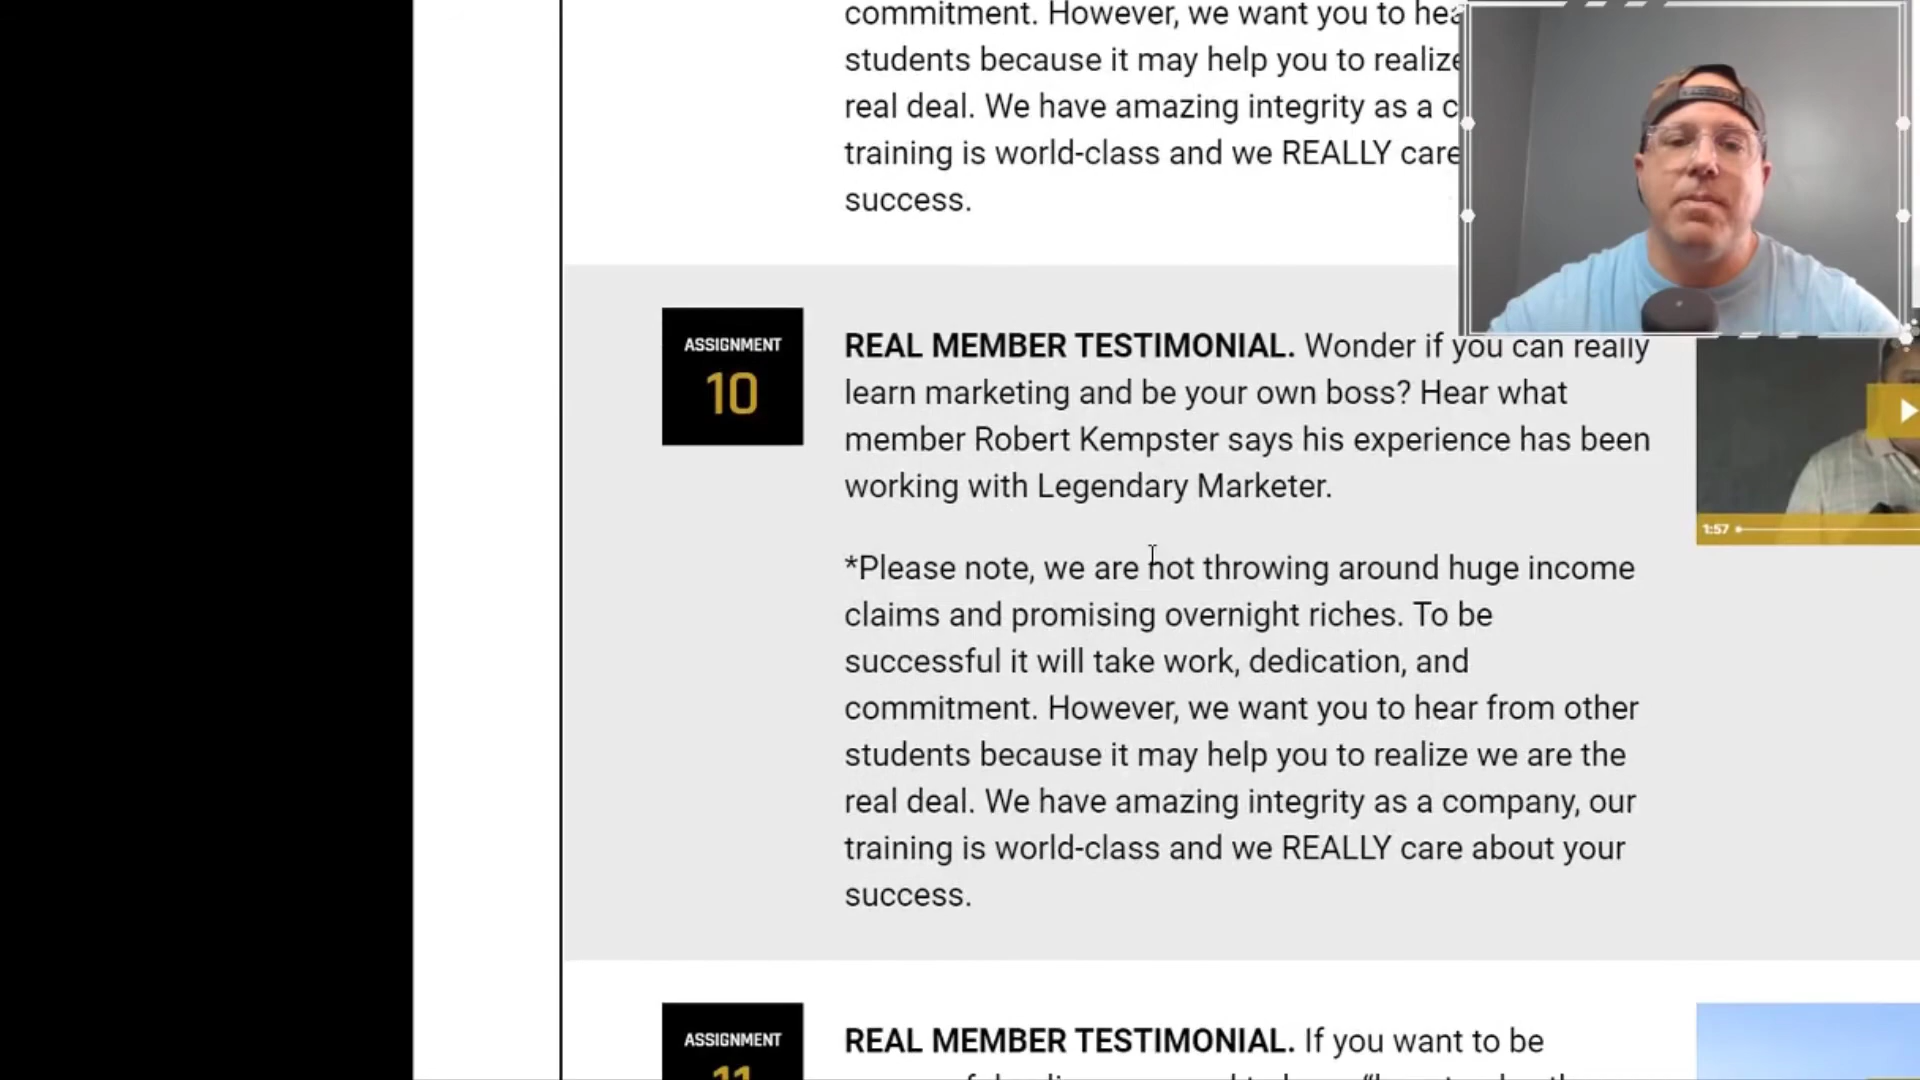 commitment. However, we want you to
students because it may help you to realize
real deal. We have amazing integrity as a
training is world-class and we REALLY care
success.
ASSIGNMENT
10
REAL MEMBER TESTIMONIAL. Wonder if you can really
learn marketing and be your own boss? Hear what
member Robert Kempster says his experience has been
working with Legendary Marketer.
1:57
*Please note, we are not throwing around huge income
claims and promising overnight riches. To be
successful it will take work, dedication, and
commitment. However, we want you to hear from other
students because it may help you to realize we are the
real deal. We have amazing integrity as a company, our
training is world-class and we REALLY care about your
success.
ASSIGNMENT
11
REAL MEMBER TESTIMONIAL. If you want to be